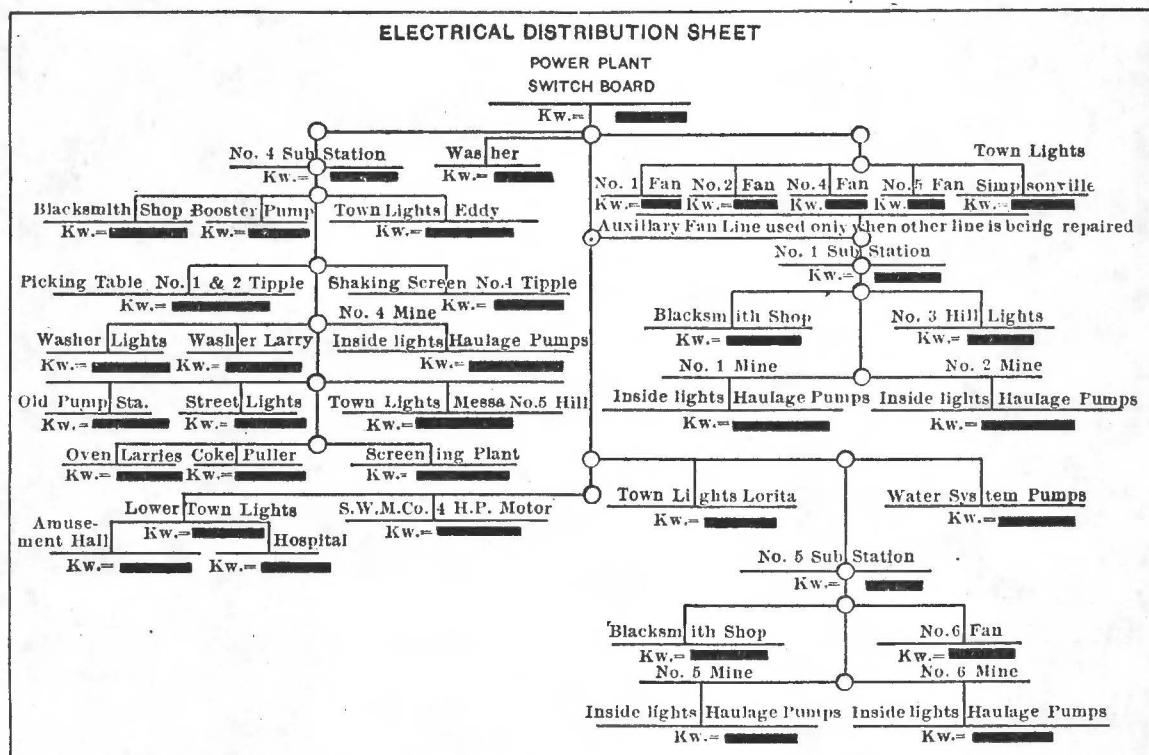 ELECTRICAL DISTRIBUTION SHEET
POWER PLANT
SWITCH BOARD
Kw.=
No. 4 Sub Station
Kw.=
Washer
Kw.=
Town Lights
No. 1 Fan No.2 Fan No.4 Fan No.5 Fan Simpsonville
Kw.= Kw.= Kw.= Kw.= Kw.=
Blacksmith Shop Booster Pump Town Lights Eddy
Kw.= Kw.= Kw.=
Auxillary Fan Line used only when other line is being repaired
No. 1 Sub Station
Kw.=
Picking Table No. 1 & 2 Tipple Shaking Screen No.4 Tipple
Kw.= Kw.=
No. 4 Mine
Washer Lights Washer Larry Inside lights Haulage Pumps
Kw.= Kw.= Kw.=
Blacksmith Shop No. 3 Hill Lights
Kw.= Kw.=
No. 1 Mine No. 2 Mine
Inside lights Haulage Pumps Inside lights Haulage Pumps
Kw.= Kw.=
Old Pump Sta. Street Lights Town Lights Messa No.5 Hill
Kw.= Kw.= Kw.=
Oven Larries Coke Puller Screening Plant
Kw.= Kw.= Kw.=
Lower Town Lights S.W.M.Co. 4 H.P. Motor
Kw.= Kw.=
Amuse-
ment Hall Hospital
Kw.= Kw.=
Town Lights Lorita Water System Pumps
Kw.= Kw.=
No. 5 Sub Station
Kw.=
Blacksmith Shop No.6 Fan
Kw.= Kw.=
No. 5 Mine No. 6 Mine
Inside lights Haulage Pumps Inside lights Haulage Pumps
Kw.= Kw.=